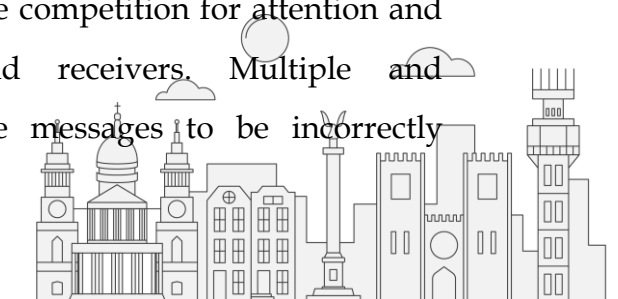 e competition for attention and
d receivers. Multiple and
e messages to be incorrectly